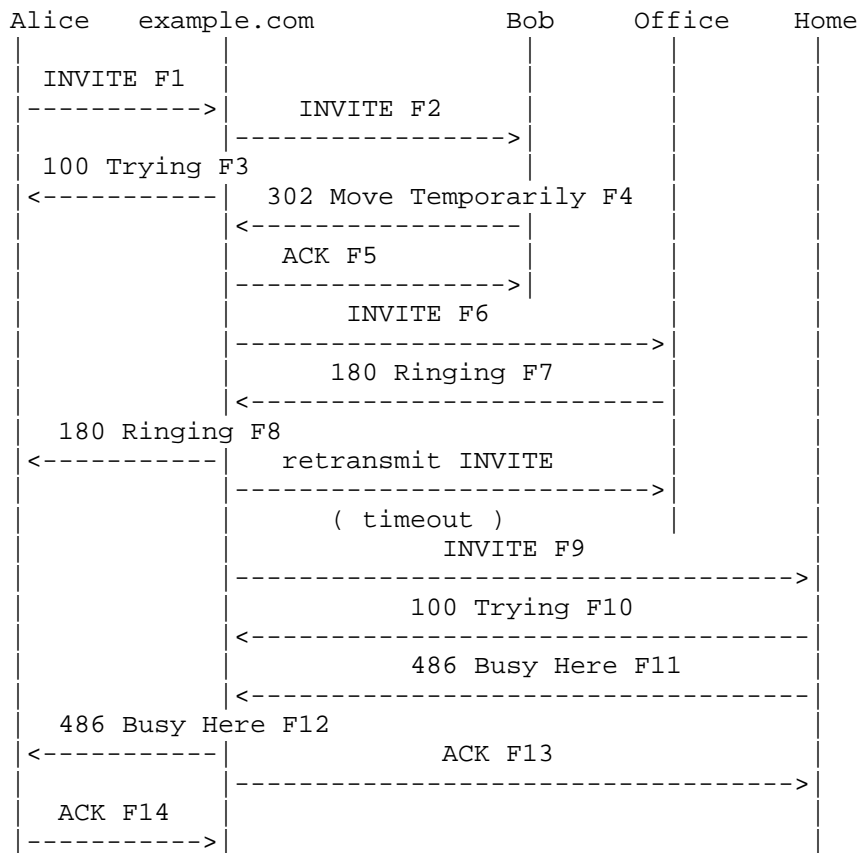 Alice example.com Bob Office Home
INVITE F1
INVITE F2
100 Trying F3
302 Move Temporarily F4
ACK F5
INVITE F6
180 Ringing F7
180 Ringing F8
retransmit INVITE
( timeout )
INVITE F9
100 Trying F10
486 Busy Here F11
486 Busy Here F12
ACK F13
ACK F14